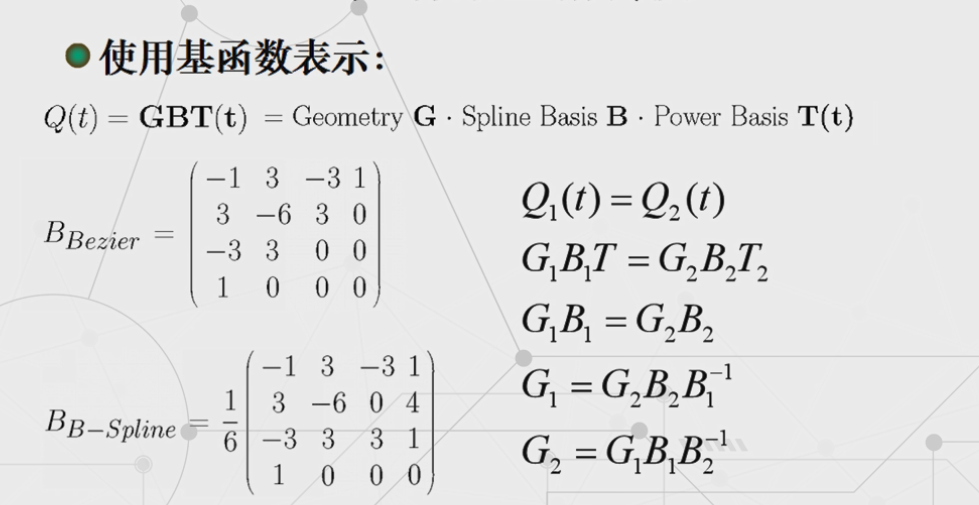 使用基函数表示:
Q(t) = GBT(t) = Geometry G · Spline Basis B · Power Basis T(t)
B_Bezier =
−1 3 −3 1
3 −6 3 0
−3 3 0 0
1 0 0 0
B_B−Spline = 1/6
−1 3 −3 1
3 −6 0 4
−3 3 3 1
1 0 0 0
Q₁(t) = Q₂(t)
G₁B₁T = G₂B₂T₂
G₁B₁ = G₂B₂
G₁ = G₂B₂B₁⁻¹
G₂ = G₁B₁B₂⁻¹